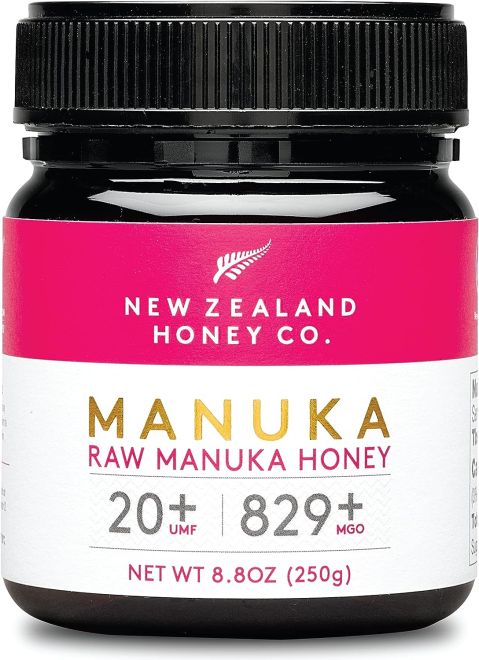 NEW ZEALAND
HONEY CO.
MANUKA
RAW MANUKA HONEY
20+ UMF | 829+ MGO
NET WT 8.8OZ (250g)